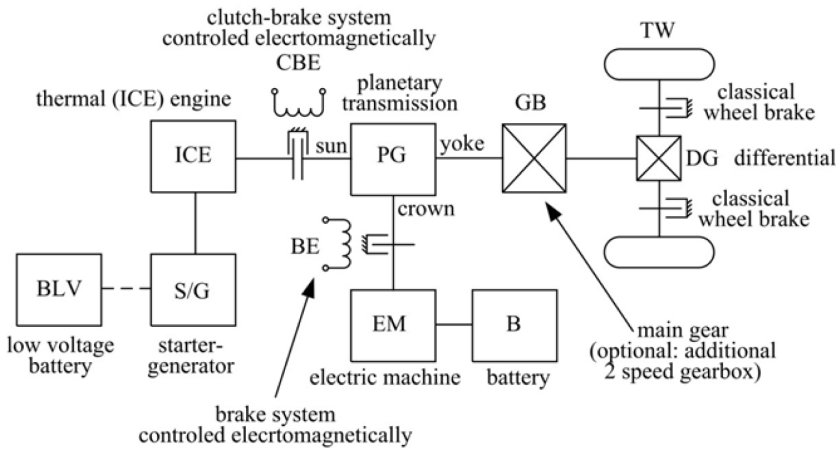 clutch-brake system
controled elecrtomagnetically
CBE
TW
thermal (ICE) engine
planetary
transmission
GB
classical
wheel brake
ICE
sun
PG
yoke
DG differential
crown
classical
wheel brake
BE
BLV
S/G
EM
B
low voltage
battery
starter-
generator
electric machine
battery
main gear
(optional: additional
2 speed gearbox)
brake system
controled elecrtomagnetically